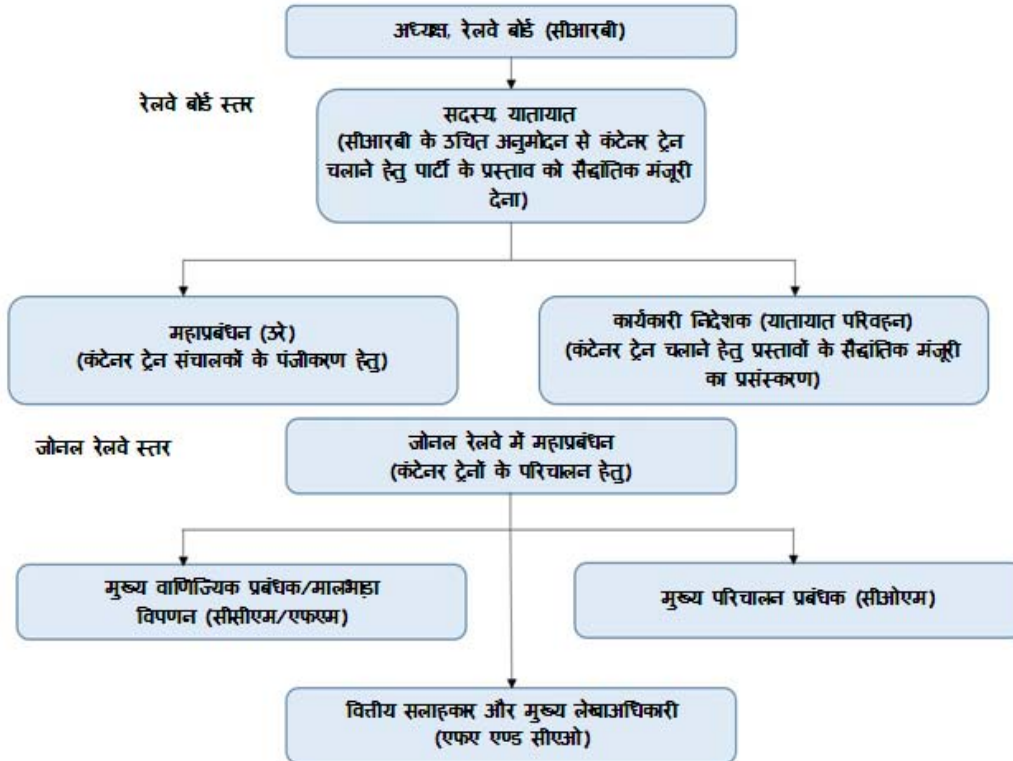 अध्यक्ष, रेलवे बोर्ड (सीआरबी)
रेलवे बोर्ड स्तर
सदस्य, यातायात
(सीआरबी के उचित अनुमोदन से कंटेनर ट्रेन
चलाने हेतु पार्टी के प्रस्ताव को सैद्धांतिक मंजूरी
देना)
महाप्रबंधन (उरे)
(कंटेनर ट्रेन संचालकों के पंजीकरण हेतु)
कार्यकारी निदेशक (यातायात परिवहन)
(कंटेनर ट्रेन चलाने हेतु प्रस्तावों के सैद्धांतिक मंजूरी
का प्रसंस्करण)
जोनल रेलवे स्तर
जोनल रेलवे में महाप्रबंधन
(कंटेनर ट्रेनों के परिचालन हेतु)
मुख्य वाणिज्यिक प्रबंधक/मालभाड़ा
विपणन (सीसीएम/एफएम)
मुख्य परिचालन प्रबंधक (सीओएम)
वित्तीय सलाहकार और मुख्य लेखाअधिकारी
(एफए एण्ड सीएओ)